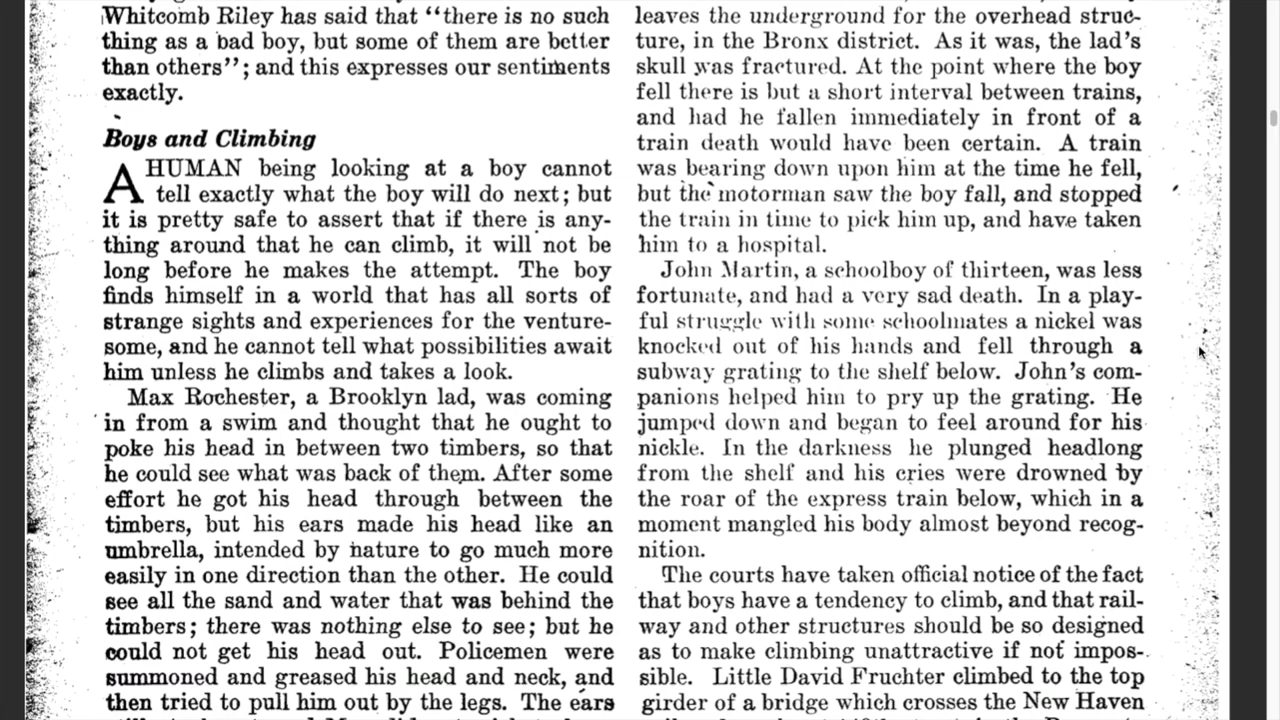 Whitcomb Riley has said that “there is no such
thing as a bad boy, but some of them are better
than others”; and this expresses our sentiments
exactly.
Boys and Climbing
A HUMAN being looking at a boy cannot
tell exactly what the boy will do next; but
it is pretty safe to assert that if there is any-
thing around that he can climb, it will not be
long before he makes the attempt. The boy
finds himself in a world that has all sorts of
strange sights and experiences for the venture-
some, and he cannot tell what possibilities await
him unless he climbs and takes a look.
Max Rochester, a Brooklyn lad, was coming
in from a swim and thought that he ought to
poke his head in between two timbers, so that
he could see what was back of them. After some
effort he got his head through between the
timbers, but his ears made his head like an
umbrella, intended by nature to go much more
easily in one direction than the other. He could
see all the sand and water that was behind the
timbers; there was nothing else to see; but he
could not get his head out. Policemen were
summoned and greased his head and neck, and
then tried to pull him out by the legs. The ears
leaves the underground for the overhead struc-
ture, in the Bronx district. As it was, the lad's
skull was fractured. At the point where the boy
fell there is but a short interval between trains,
and had he fallen immediately in front of a
train death would have been certain. A train
was bearing down upon him at the time he fell,
but the motorman saw the boy fall, and stopped
the train in time to pick him up, and have taken
him to a hospital.
John Martin, a schoolboy of thirteen, was less
fortunate, and had a very sad death. In a play-
ful struggle with some schoolmates a nickel was
knocked out of his hands and fell through a
subway grating to the shelf below. John's com-
panions helped him to pry up the grating. He
jumped down and began to feel around for his
nickle. In the darkness he plunged headlong
from the shelf and his cries were drowned by
the roar of the express train below, which in a
moment mangled his body almost beyond recog-
nition.
The courts have taken official notice of the fact
that boys have a tendency to climb, and that rail-
way and other structures should be so designed
as to make climbing unattractive if not impos-
sible. Little David Fruchter climbed to the top
girder of a bridge which crosses the New Haven